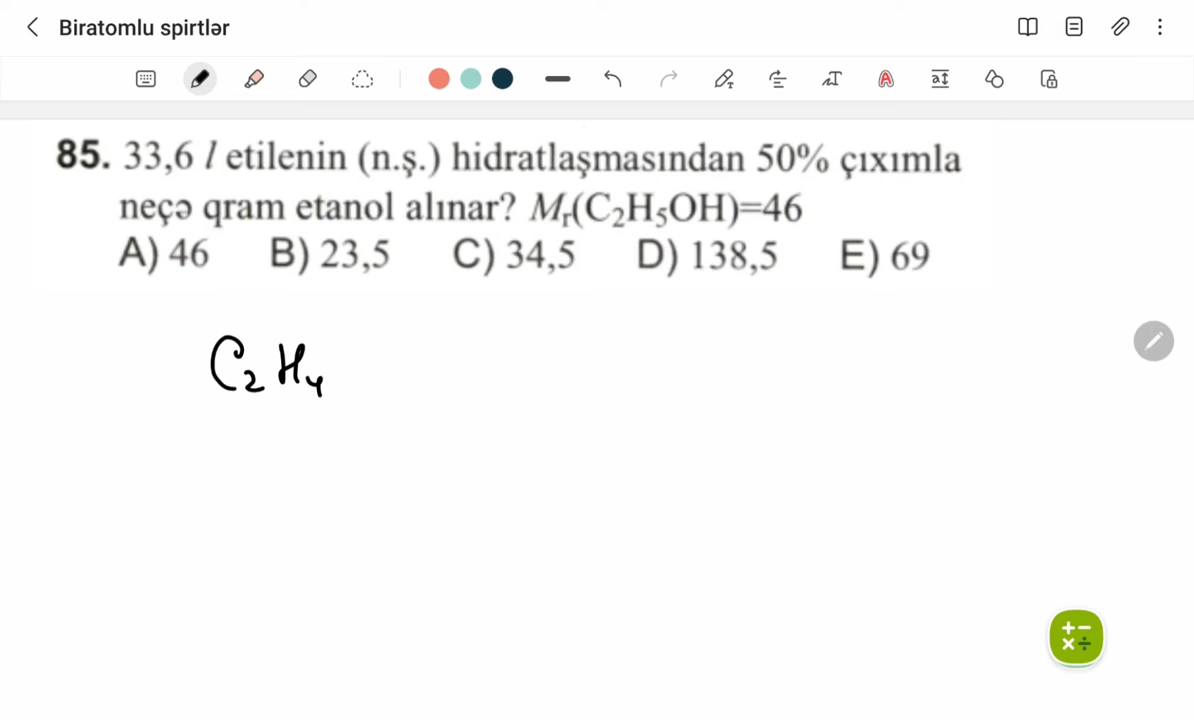 Biratomlu spirtlər
85. 33,6 l etilenin (n.ş.) hidratlaşmasından 50% çıxımla
neçə qram etanol alınar? Mr(C₂H₅OH)=46
A) 46 B) 23,5 C) 34,5 D) 138,5 E) 69
C₂H₄